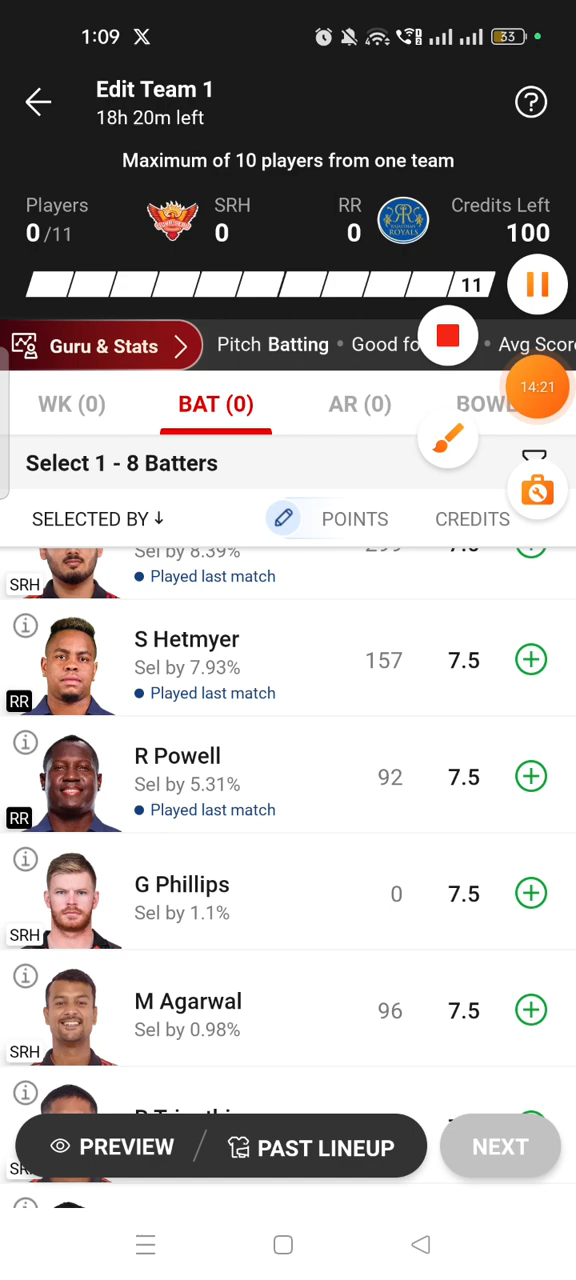 1:09 X
33
Edit Team 1
18h 20m left
Maximum of 10 players from one team
Players
0/11
SRH
0
RR
0
Credits Left
100
11
Guru & Stats
Pitch Batting • Good fo
• Avg Scor
14:21
WK (0)
BAT (0)
AR (0)
BOWL
Select 1 - 8 Batters
SELECTED BY ↓
POINTS
CREDITS
Sel by 8.39%
SRH
Played last match
S Hetmyer
Sel by 7.93%
Played last match
RR
157
7.5
R Powell
Sel by 5.31%
Played last match
RR
92
7.5
G Phillips
Sel by 1.1%
SRH
0
7.5
M Agarwal
Sel by 0.98%
SRH
96
7.5
PREVIEW
PAST LINEUP
NEXT